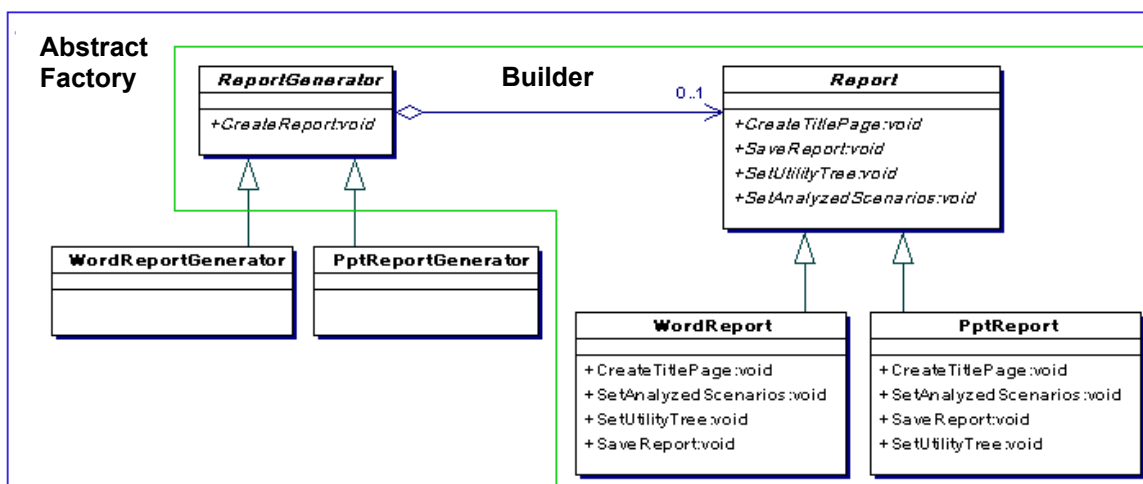 Abstract
Factory
ReportGenerator
+CreateReport:void
Builder
0..1
Report
+CreateTitlePage:void
+SaveReport:void
+SetUtilityTree:void
+SetAnalyzedScenarios:void
WordReportGenerator
PptReportGenerator
WordReport
+CreateTitlePage:void
+SetAnalyzedScenarios:void
+SetUtilityTree:void
+SaveReport:void
PptReport
+CreateTitlePage:void
+SetAnalyzedScenarios:void
+SaveReport:void
+SetUtilityTree:void